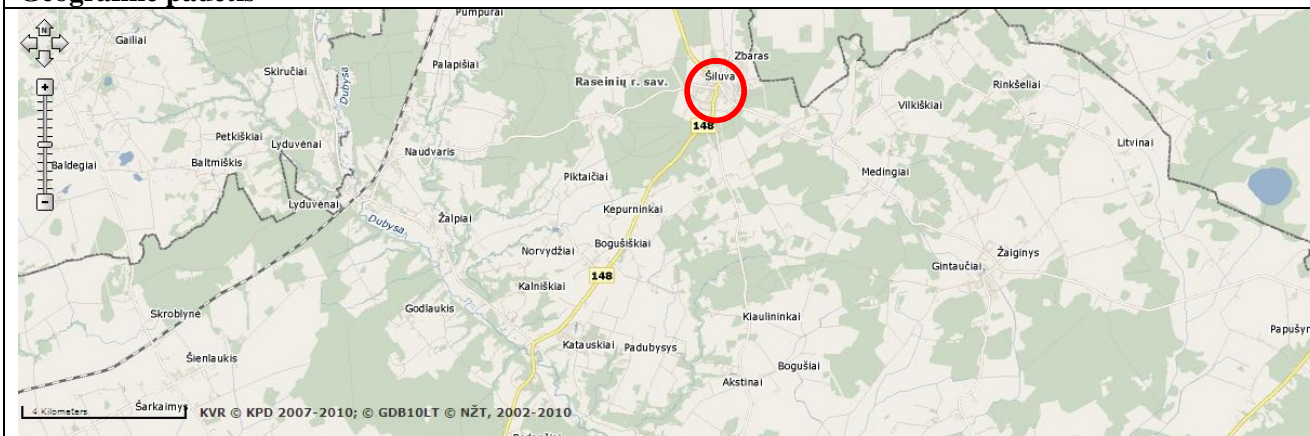 Geografinė padėtis
Pumpurai
N
Gailiai
Zbaras
Palapišiai
Skiručiai
Dubysa
Raseinių r. sav.
Šiluva
Rinkšeliai
Vilkiškiai
148
Petkiškiai
Lyduvėnai
Litvinai
Naudvaris
Baldegiai
Baltmiškis
Medingiai
Piktaičiai
Lyduvėnai
Kepurninkai
Dubysa
Žalpiai
Norvydžiai
Bogušiškiai
Žaiginys
Gintaučiai
148
Kalniškiai
Godlaukis
Skroblynė
Klaulininkai
Papušyn
Katauskiai
Padubysys
Šienlaukis
Bogušiai
Akstinai
Šarkaimys
4 Kilometers
KVR © KPD 2007-2010; © GDB10LT © NŽT, 2002-2010